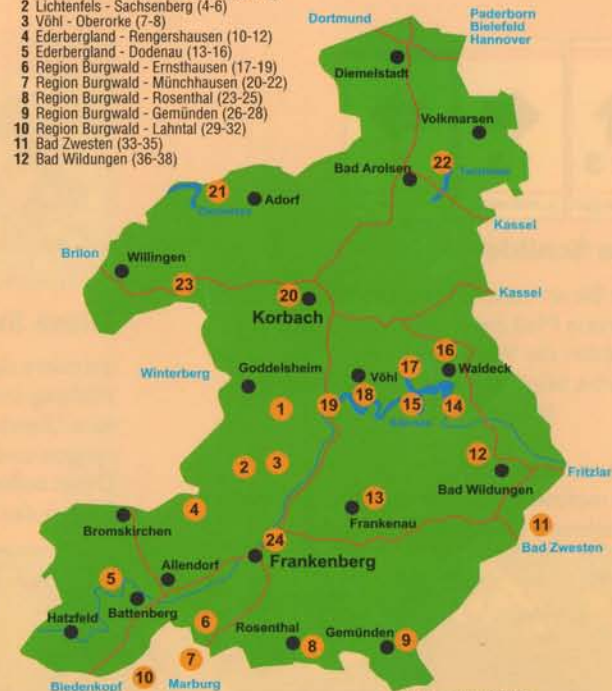 2 Lichtenfels - Sachsenberg (4-6)
3 Vöhl - Oberorke (7-8)
4 Ederbergland - Rengershausen (10-12)
5 Ederbergland - Dodenau (13-16)
6 Region Burgwald - Ernsthausen (17-19)
7 Region Burgwald - Münchhausen (20-22)
8 Region Burgwald - Rosenthal (23-25)
9 Region Burgwald - Gemünden (26-28)
10 Region Burgwald - Lahntal (29-32)
11 Bad Zwesten (33-35)
12 Bad Wildungen (36-38)
Dortmund
Paderborn
Bielefeld
Hannover
Diemelstadt
Volkmarsen
Bad Arolsen
22
21
Adorf
Kassel
Brilon
Willingen
23
20
Korbach
Kassel
16
Winterberg
Goddelsheim
Vöhl
17
Waldeck
1
19
18
15
14
2
3
12
Fritzlar
Bad Wildungen
4
13
Frankenau
Bromskirchen
11
Bad Zwesten
24
Frankenberg
Allendorf
5
Battenberg
Hatzfeld
6
Rosenthal
8
Gemünden
9
7
10
Biedenkopf
Marburg